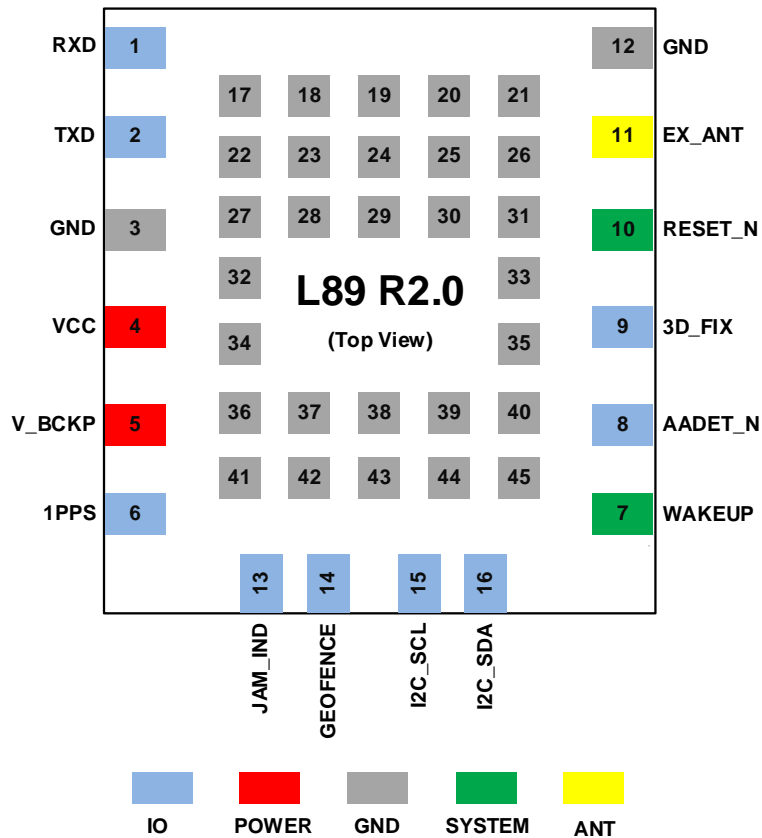 RXD 1 12 GND
17 18 19 20 21
TXD 2 11 EX_ANT
22 23 24 25 26
GND 3 27 28 29 30 31 10 RESET_N
32 L89 R2.0 33
VCC 4 (Top View) 9 3D_FIX
34 35
V_BCKP 5 36 37 38 39 40 8 AADET_N
41 42 43 44 45
1PPS 6 7 WAKEUP
13 14 15 16
JAM_IND GEOFENCE I2C_SCL I2C_SDA
IO POWER GND SYSTEM ANT